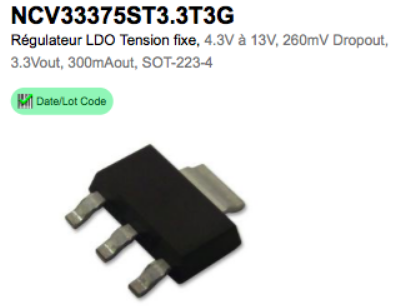 NCV33375ST3.3T3G
Régulateur LDO Tension fixe, 4.3V à 13V, 260mV Dropout,
3.3Vout, 300mAout, SOT-223-4
Date/Lot Code